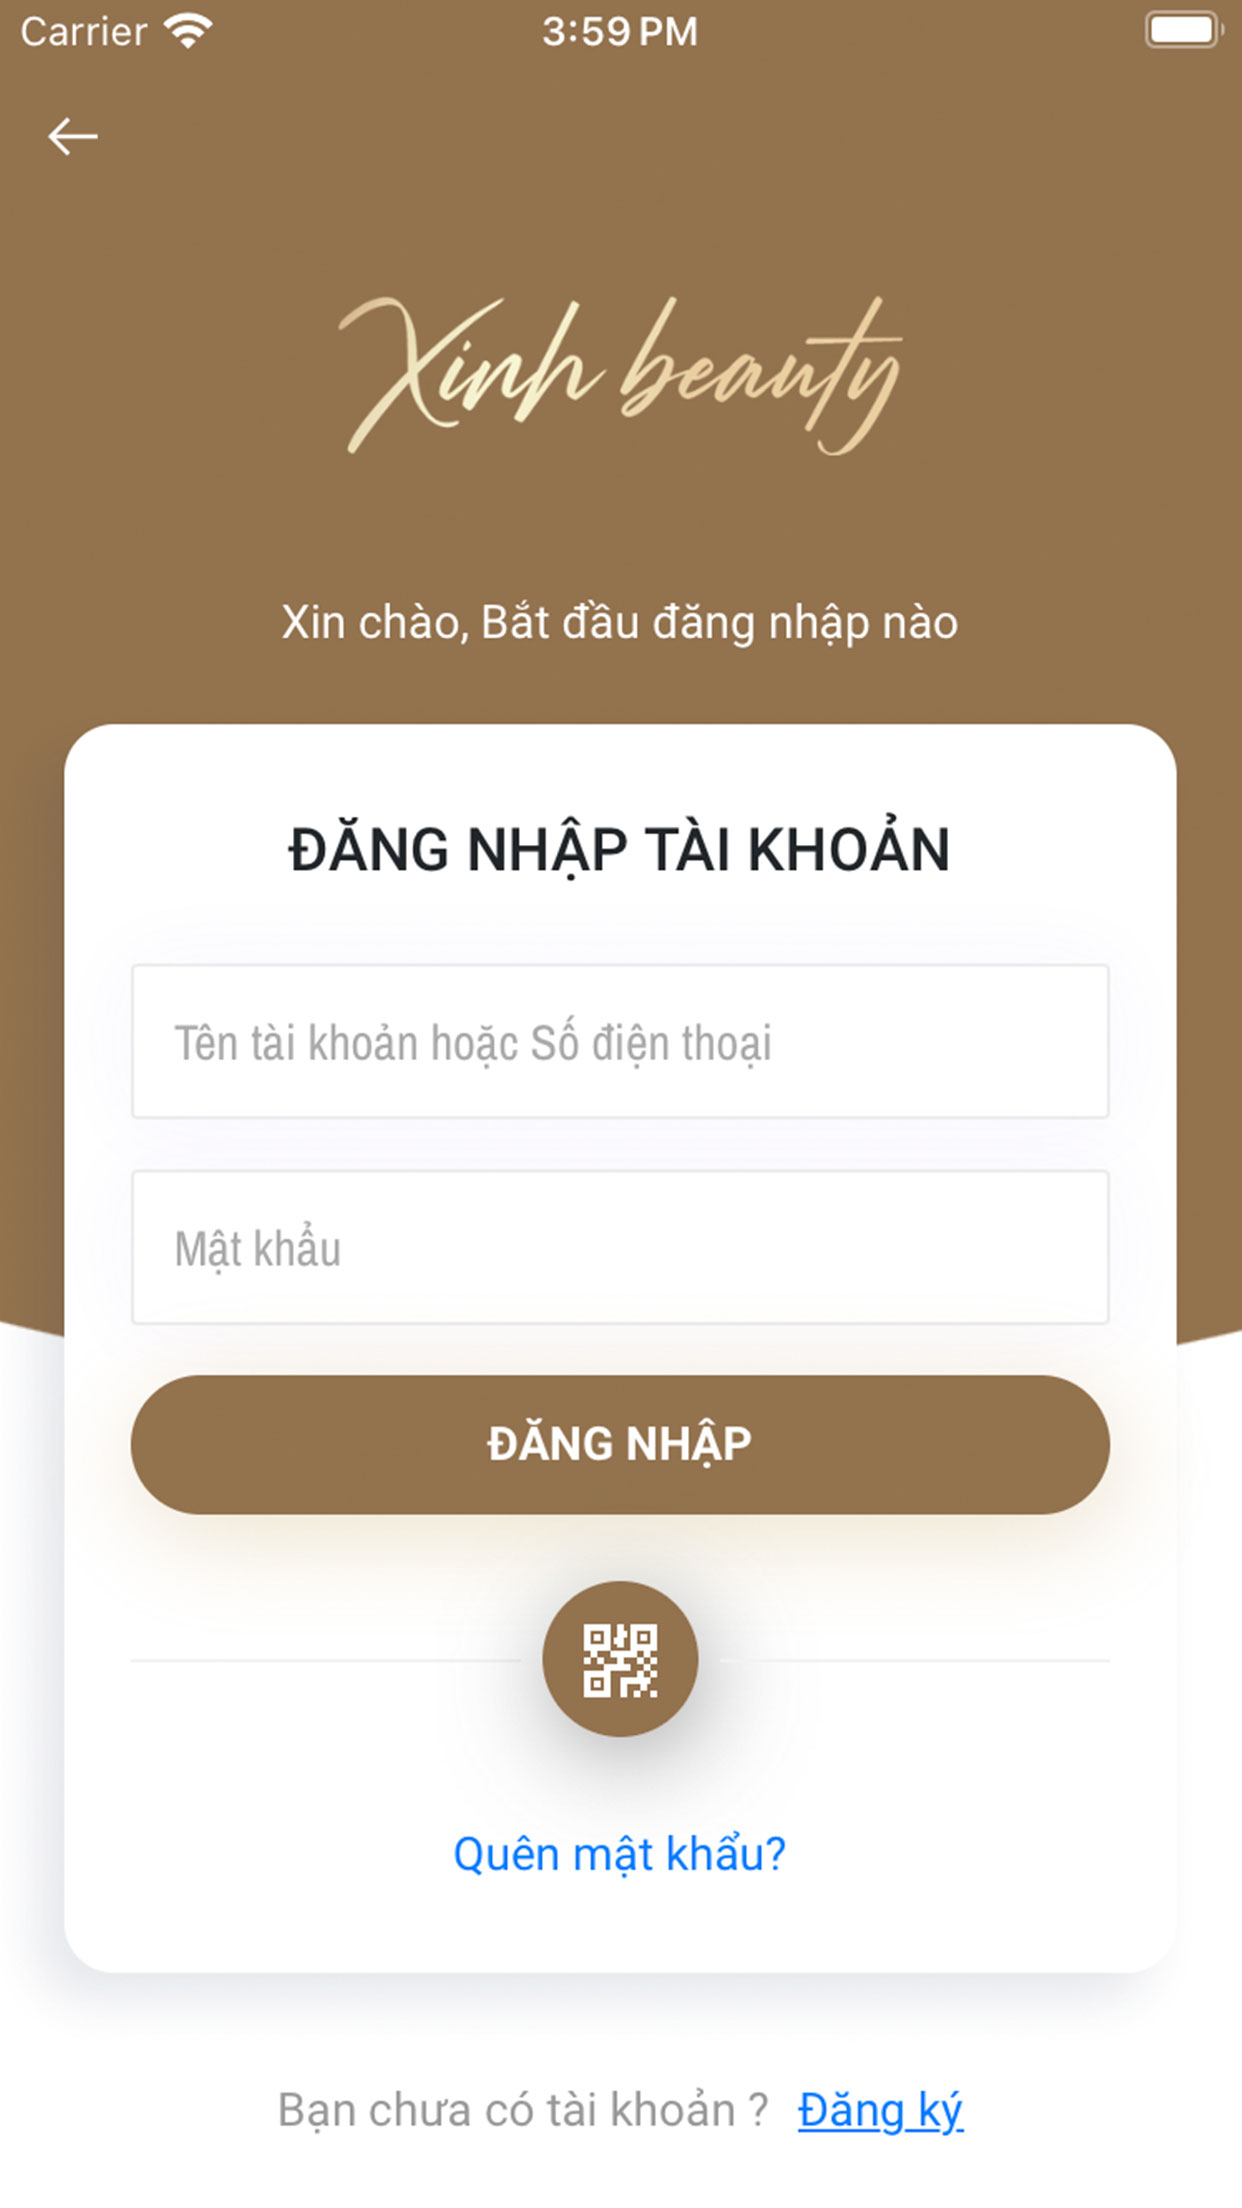 Carrier 3:59 PM
Xinh beauty
Xin chào, Bắt đầu đăng nhập nào
ĐĂNG NHẬP TÀI KHOẢN
Tên tài khoản hoặc Số điện thoại
Mật khẩu
ĐĂNG NHẬP
Quên mật khẩu?
Bạn chưa có tài khoản ? Đăng ký